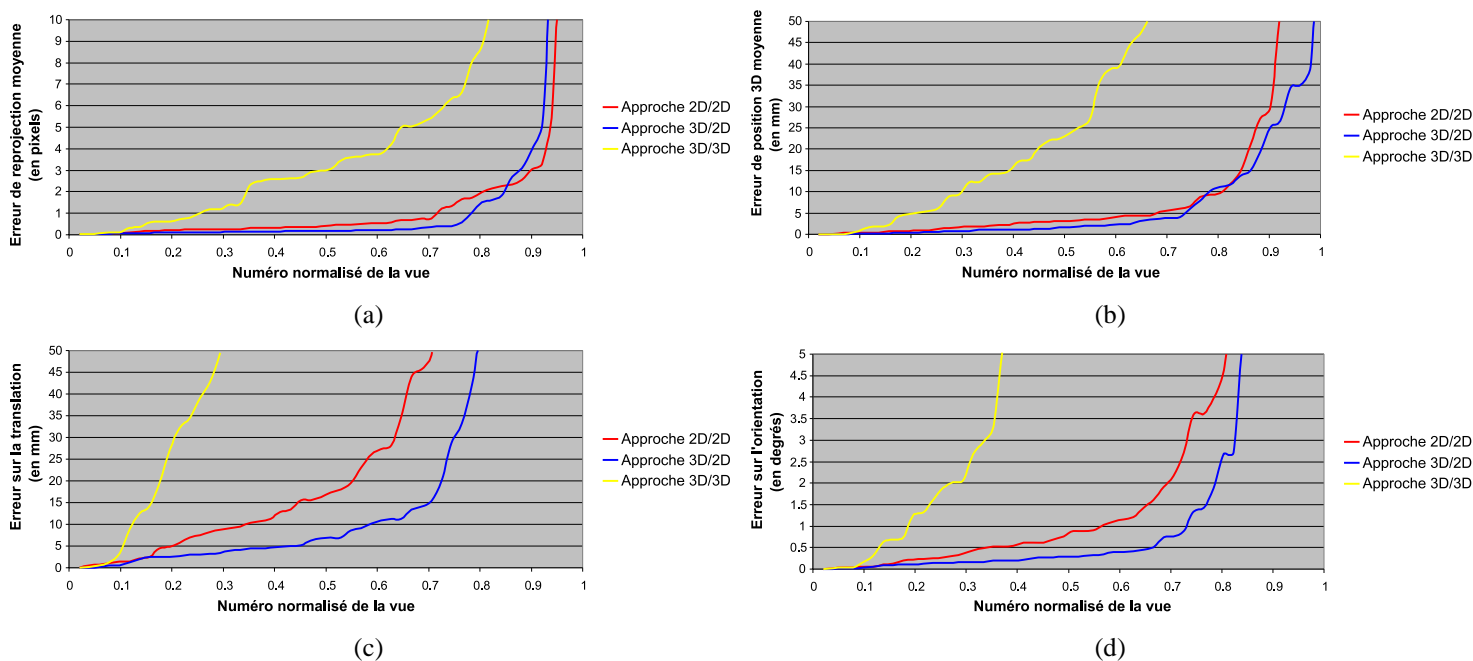 Erreur de reprojection moyenne
(en pixels)
10
9
8
7
6
5
4
3
2
1
0
0 0.1 0.2 0.3 0.4 0.5 0.6 0.7 0.8 0.9 1
Numéro normalisé de la vue
Approche 2D/2D
Approche 3D/2D
Approche 3D/3D
(a)
Erreur de position 3D moyenne
(en mm)
50
45
40
35
30
25
20
15
10
5
0
0 0.1 0.2 0.3 0.4 0.5 0.6 0.7 0.8 0.9 1
Numéro normalisé de la vue
Approche 2D/2D
Approche 3D/2D
Approche 3D/3D
(b)
Erreur sur la translation
(en mm)
50
45
40
35
30
25
20
15
10
5
0
0 0.1 0.2 0.3 0.4 0.5 0.6 0.7 0.8 0.9 1
Numéro normalisé de la vue
Approche 2D/2D
Approche 3D/2D
Approche 3D/3D
(c)
Erreur sur l'orientation
(en degrés)
5
4.5
4
3.5
3
2.5
2
1.5
1
0.5
0
0 0.1 0.2 0.3 0.4 0.5 0.6 0.7 0.8 0.9 1
Numéro normalisé de la vue
Approche 2D/2D
Approche 3D/2D
Approche 3D/3D
(d)